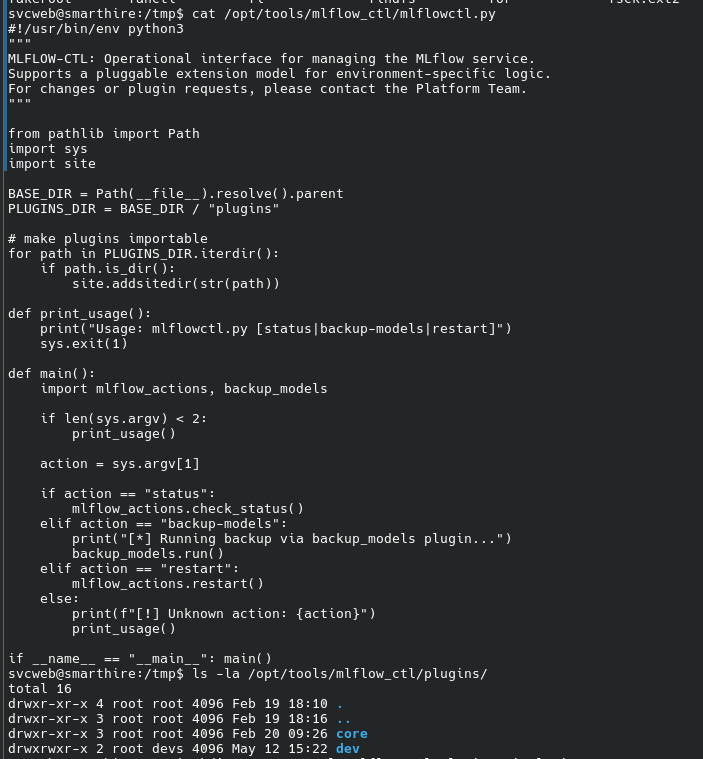 svcweb@smarthire:/tmp$ cat /opt/tools/mlflow_ctl/mlflowctl.py
#!/usr/bin/env python3
"""
MLFLOW-CTL: Operational interface for managing the MLflow service.
Supports a pluggable extension model for environment-specific logic.
For changes or plugin requests, please contact the Platform Team.
"""

from pathlib import Path
import sys
import site

BASE_DIR = Path(__file__).resolve().parent
PLUGINS_DIR = BASE_DIR / "plugins"

# make plugins importable
for path in PLUGINS_DIR.iterdir():
    if path.is_dir():
        site.addsitedir(str(path))

def print_usage():
    print("Usage: mlflowctl.py [status|backup-models|restart]")
    sys.exit(1)

def main():
    import mlflow_actions, backup_models

    if len(sys.argv) < 2:
        print_usage()

    action = sys.argv[1]

    if action == "status":
        mlflow_actions.check_status()
    elif action == "backup-models":
        print("[*] Running backup via backup_models plugin...")
        backup_models.run()
    elif action == "restart":
        mlflow_actions.restart()
    else:
        print(f"[!] Unknown action: {action}")
        print_usage()

if __name__ == "__main__": main()
svcweb@smarthire:/tmp$ ls -la /opt/tools/mlflow_ctl/plugins/
total 16
drwxr-xr-x 4 root root 4096 Feb 19 18:10 .
drwxr-xr-x 3 root root 4096 Feb 19 18:16 ..
drwxr-xr-x 3 root root 4096 Feb 20 09:26 core
drwxrwxr-x 2 root devs 4096 May 12 15:22 dev